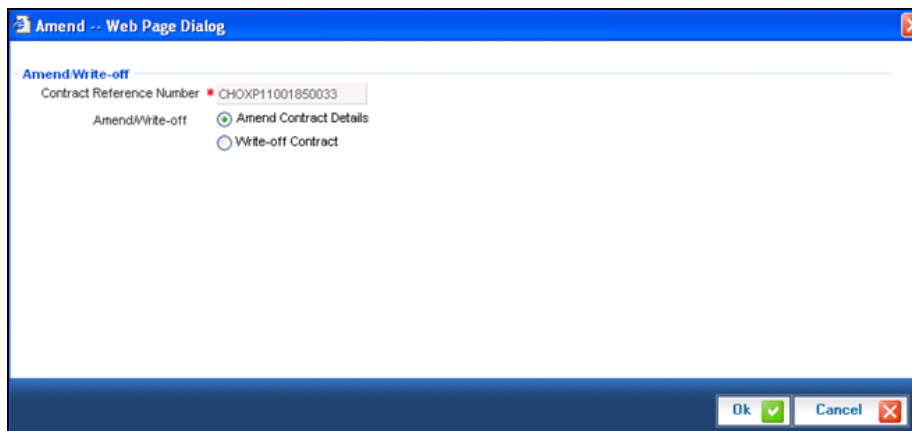 Amend -- Web Page Dialog
Amend/Write-off
Contract Reference Number * CHOXP11001850033
Amend/Write-off Amend Contract Details
Write-off Contract
Ok Cancel